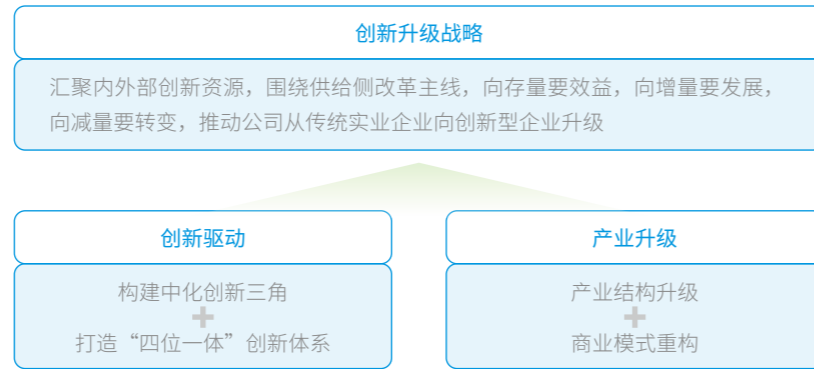 创新升级战略
汇聚内外部创新资源，围绕供给侧改革主线，向存量要效益，向增量要发展，
向减量要转变，推动公司从传统实业企业向创新型企业升级
创新驱动
构建中化创新三角
打造“四位一体”创新体系
产业升级
产业结构升级
商业模式重构